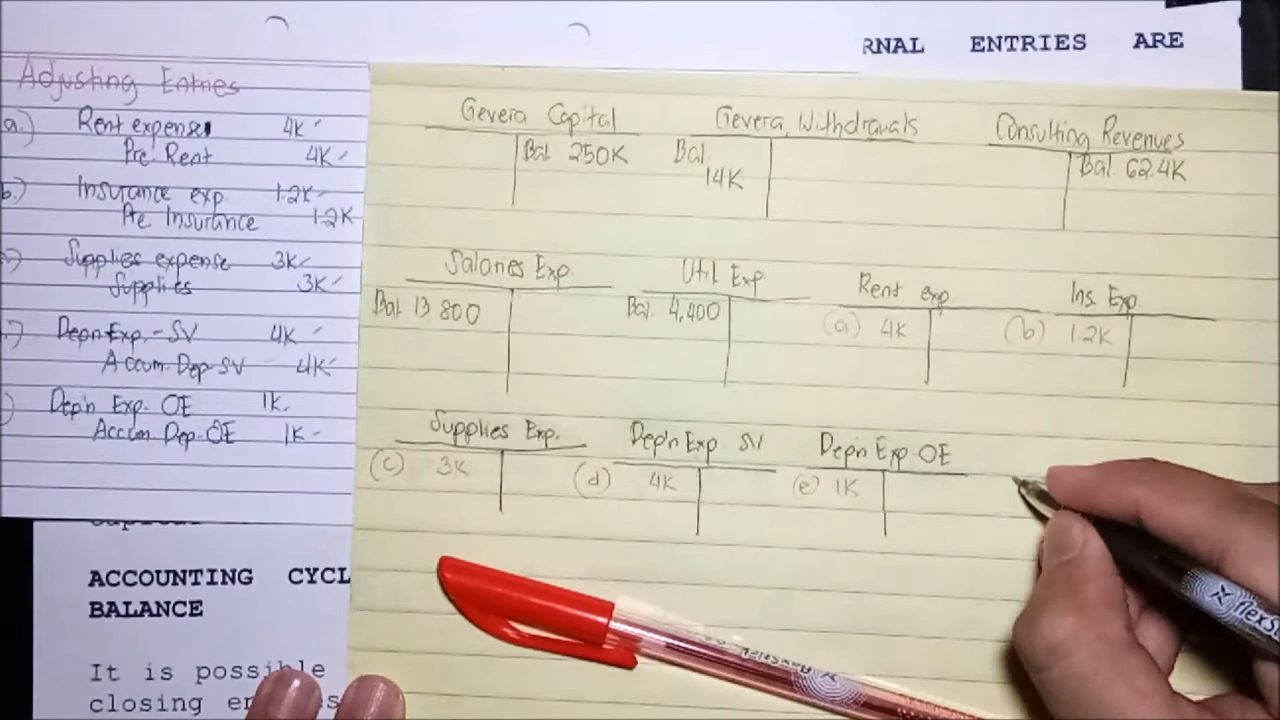 RNAL ENTRIES ARE
Adjusting Entries
a.) Rent expense 4K
Pre. Rent 4K
b.) Insurance exp 1.2K
Pre Insurance 1.2K
Supplies expense 3K
Supplies 3K
Depn Exp.-SV 4K
Accum.Dep SV 4K
Dep'n Exp. OE 1K.
Accum Dep.OE 1K
Gevera Capital
Bal 250K
Gevera, Withdrawals
Bal.
14K
Consulting Revenues
Bal 62.4K
Salaries Exp
Bal 13 800
Util Exp
Bal. 4,400
Rent exp
(a) 4K
Ins. Exp.
(b) 1.2K
Supplies Exp.
(c) 3K
Dep'n Exp SV
(d) 4K
Dep'n Exp OE
(e) 1K
ACCOUNTING CYCL
BALANCE
It is possible
closing en